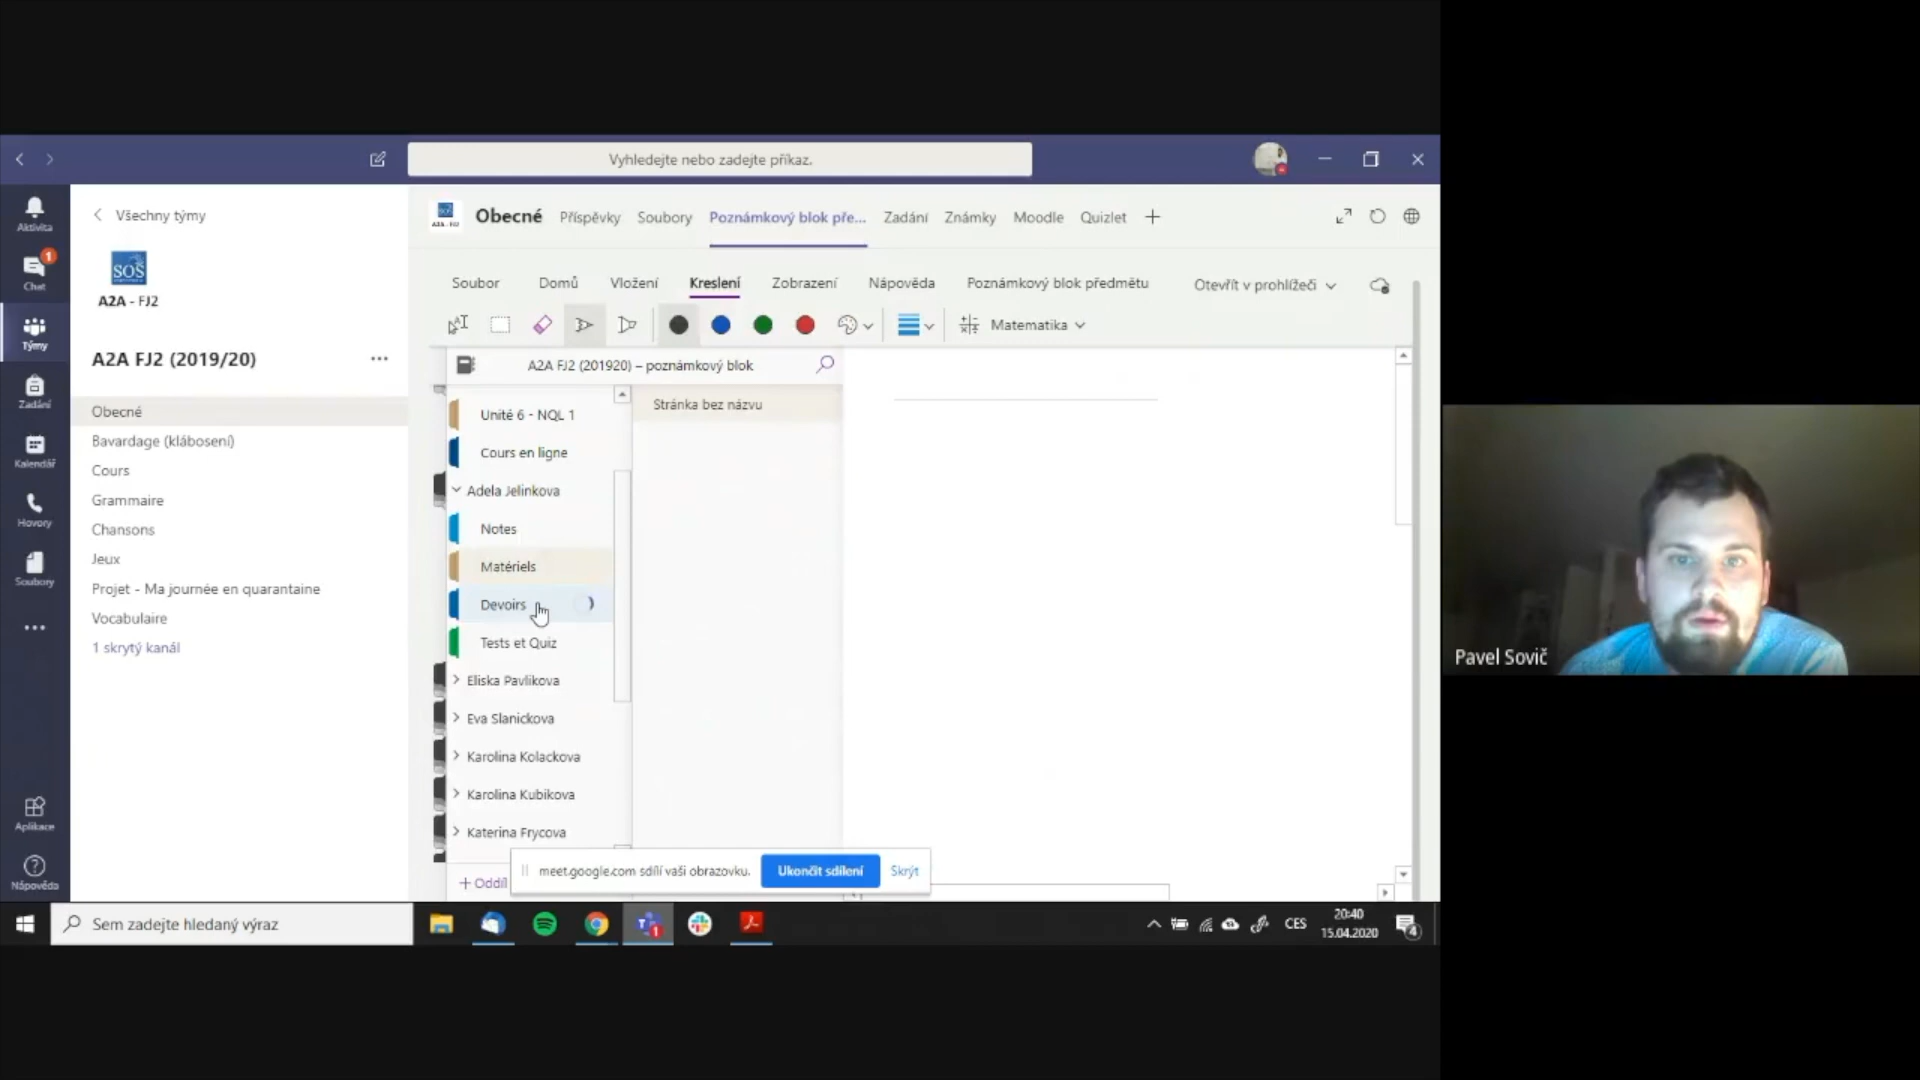 Vyhledejte nebo zadejte příkaz.
Aktivita
Chat
1
Týmy
Zadání
Kalendář
Hovory
Soubory
Aplikace
Nápověda
Všechny týmy
SOŠ
A2A - FJ2
A2A FJ2 (2019/20)
Obecné
Bavardage (klábosení)
Cours
Grammaire
Chansons
Jeux
Projet - Ma journée en quarantaine
Vocabulaire
1 skrytý kanál
Obecné Příspěvky Soubory Poznámkový blok pře... Zadání Známky Moodle Quizlet
Soubor Domů Vložení Kreslení Zobrazení Nápověda Poznámkový blok předmětu Otevřít v prohlížeči
Matematika
A2A FJ2 (201920) – poznámkový blok
Unité 6 - NQL 1
Cours en ligne
Adela Jelinkova
Notes
Matériels
Devoirs
Tests et Quiz
Eliska Pavlikova
Eva Slanickova
Karolina Kolackova
Karolina Kubikova
Katerina Frycova
+ Oddíl
Stránka bez názvu
meet.google.com sdílí vaši obrazovku. Ukončit sdílení Skrýt
Sem zadejte hledaný výraz
CES
20:40
15.04.2020
4
Pavel Sovič